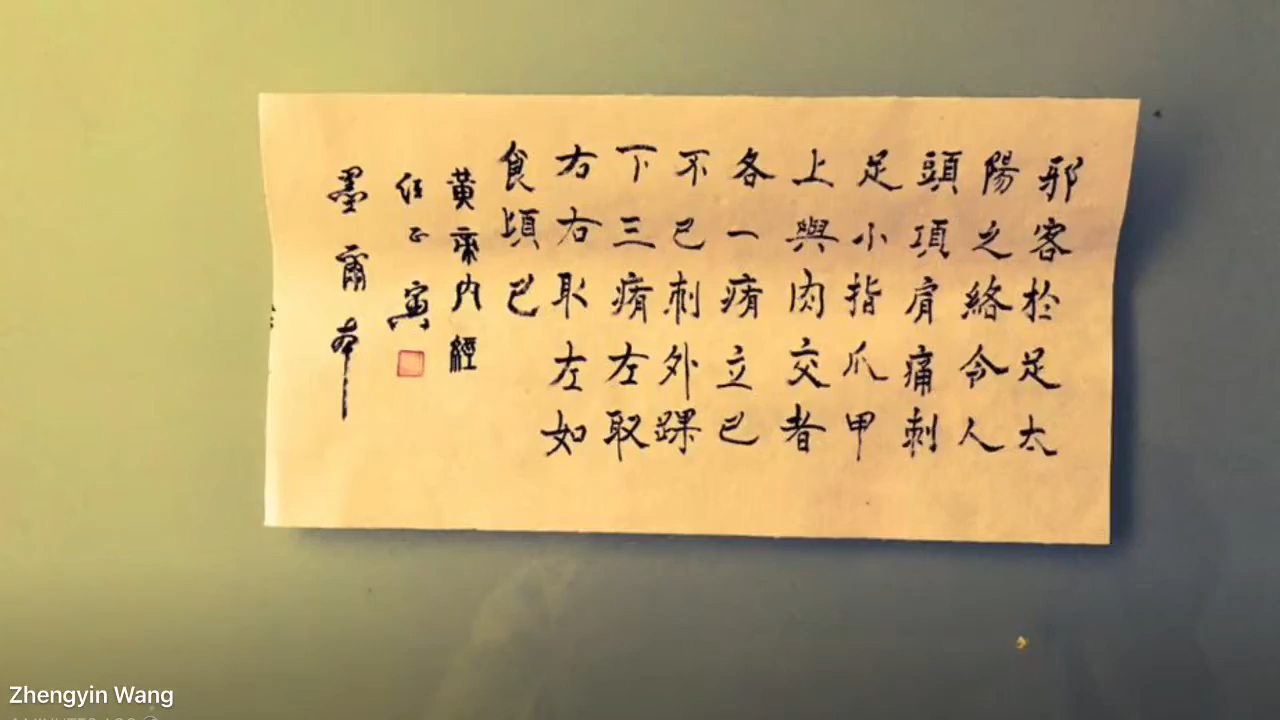 邪客於足太
陽之絡令人
頭項肩痛刺
足小指爪甲
上與肉交者
各一痏立已
不已刺外踝
下三痏左取
右右取左如
食頃已
黃帝內經
任正寅
墨爾本
Zhengyin Wang